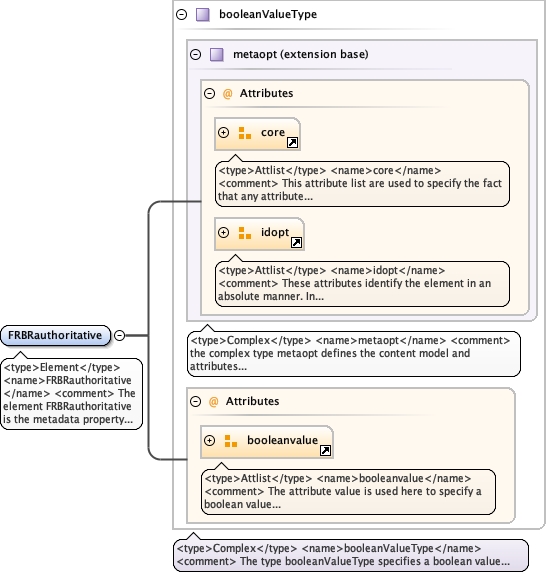 booleanValueType
metaopt (extension base)
@ Attributes
core
<type>Attlist</type> <name>core</name>
<comment> This attribute list are used to specify the fact
that any attribute...
idopt
<type>Attlist</type> <name>idopt</name>
<comment> These attributes identify the element in an
absolute manner. In...
<type>Complex</type> <name>metaopt</name> <comment>
the complex type metaopt defines the content model and
attributes...
FRBRauthoritative
<type>Element</type>
<name>FRBRauthoritative
</name> <comment> The
element FRBRauthoritative
is the metadata property...
@ Attributes
booleanvalue
<type>Attlist</type> <name>booleanvalue</name>
<comment> The attribute value is used here to specify a
boolean value...
<type>Complex</type> <name>booleanValueType</name>
<comment> The type booleanValueType specifies a boolean value...